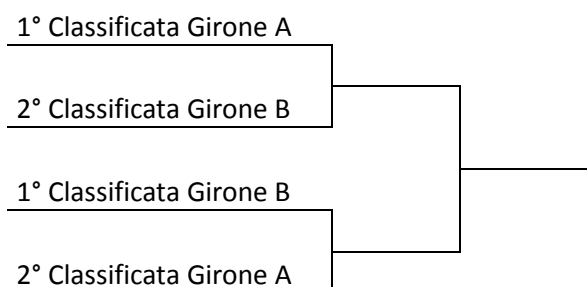 1° Classificata Girone A
2° Classificata Girone B
1° Classificata Girone B
2° Classificata Girone A